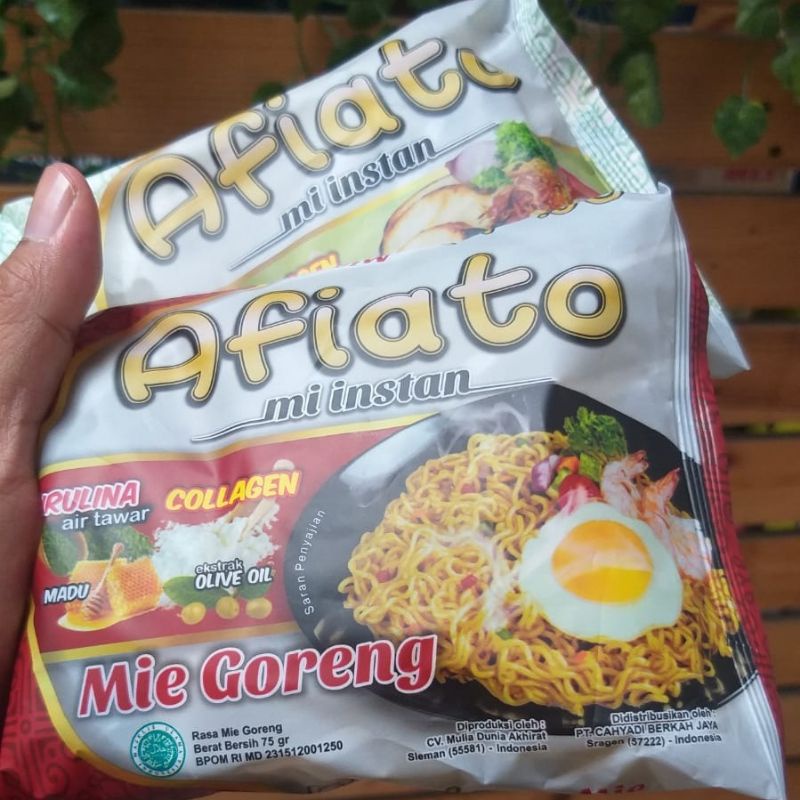 Afiato
mi instan
Afiato
mi instan
RULINA
air tawar
COLLAGEN
MADU
ekstrak
OLIVE OIL
Saran Penyajian
Mie Goreng
Rasa Mie Goreng
Berat Bersih 75 gr
BPOM RI MD 231512001250
Diproduksi oleh :
CV. Mulia Dunia Akhirat
Sleman (55581) - Indonesia
Didistribusikan oleh :
PT. CAHYADI BERKAH JAYA
Sragen (57222) - Indonesia